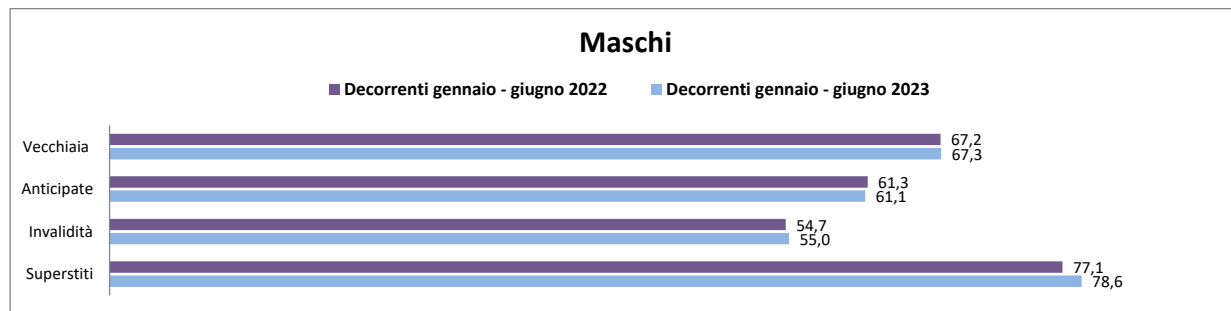 Maschi
Decorrenti gennaio - giugno 2022 Decorrenti gennaio - giugno 2023
Vecchiaia 67,2
67,3
Anticipate 61,3
61,1
Invalidità 54,7
55,0
Superstiti 77,1
78,6